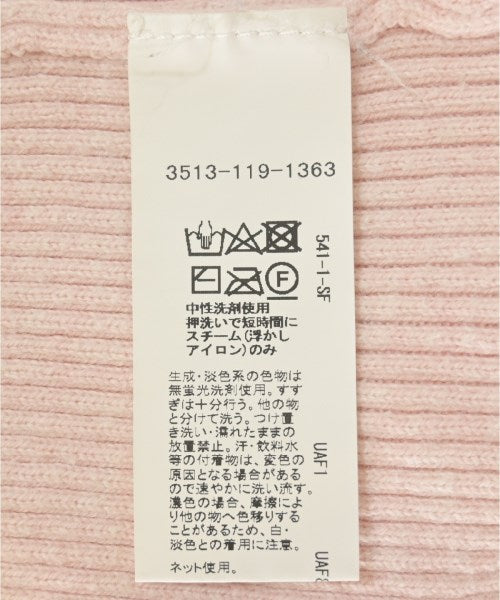 3513-119-1363
541-1-SF
F
中性洗剤使用
押洗いで短時間に
スチーム(浮かし
アイロン)のみ
生成・淡色系の色物は
無蛍光洗剤使用。すす
ぎは十分行う。他の物
と分けて洗う。つけ置
き洗い・濡れたままの
放置禁止。汗・飲料水
等の付着物は、変色の
原因となる場合がある
ので速やかに洗い流す。
濃色の場合、摩擦によ
り他の物へ色移りする
ことがあるため、白・
淡色との着用に注意。
ネット使用。
UAF1